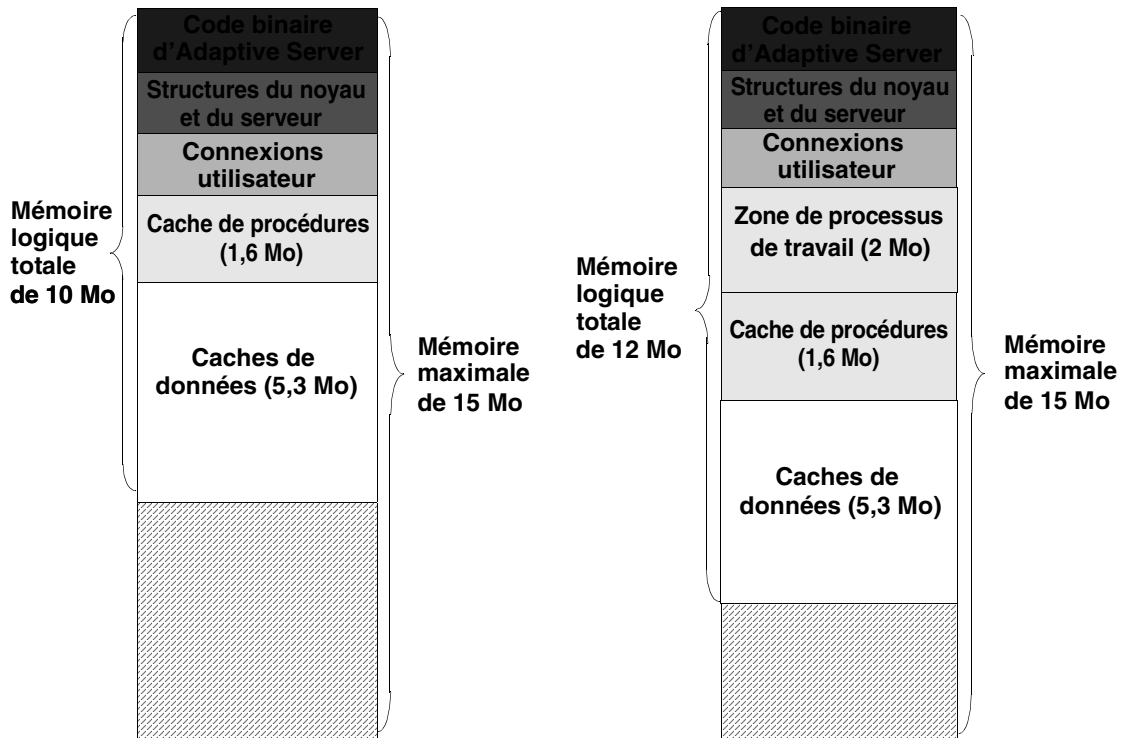 Code binaire
d'Adaptive Server
Structures du noyau
et du serveur
Connexions
utilisateur
Mémoire
logique
totale
de 10 Mo
Cache de procédures
(1,6 Mo)
Caches de
données (5,3 Mo)
Mémoire
maximale
de 15 Mo
Code binaire
d'Adaptive Server
Structures du noyau
et du serveur
Connexions
utilisateur
Zone de processus
de travail (2 Mo)
Mémoire
logique
totale
de 12 Mo
Cache de procédures
(1,6 Mo)
Caches de
données (5,3 Mo)
Mémoire
maximale
de 15 Mo